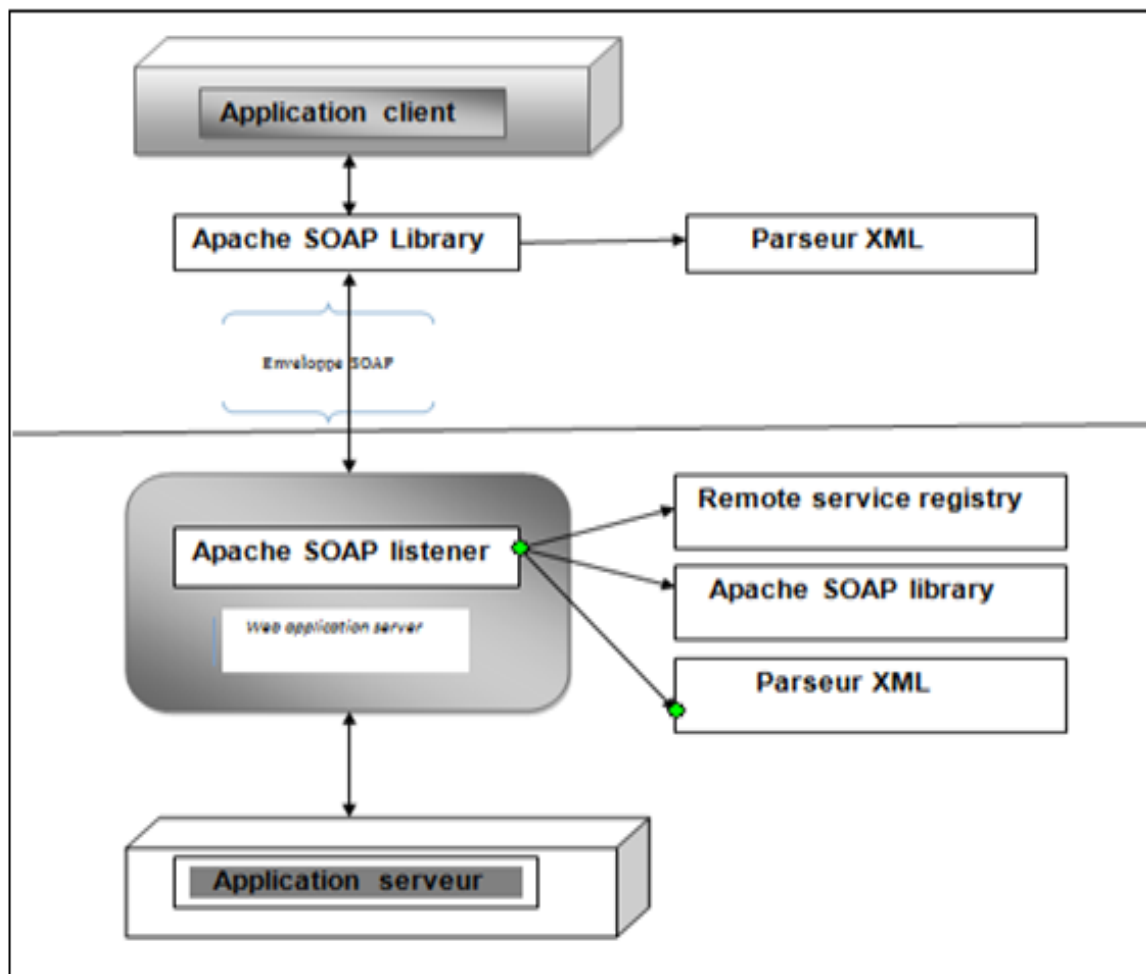 Application client
Apache SOAP Library
Parseur XML
Enveloppe SOAP
Remote service registry
Apache SOAP listener
Apache SOAP library
Web application server
Parseur XML
Application serveur